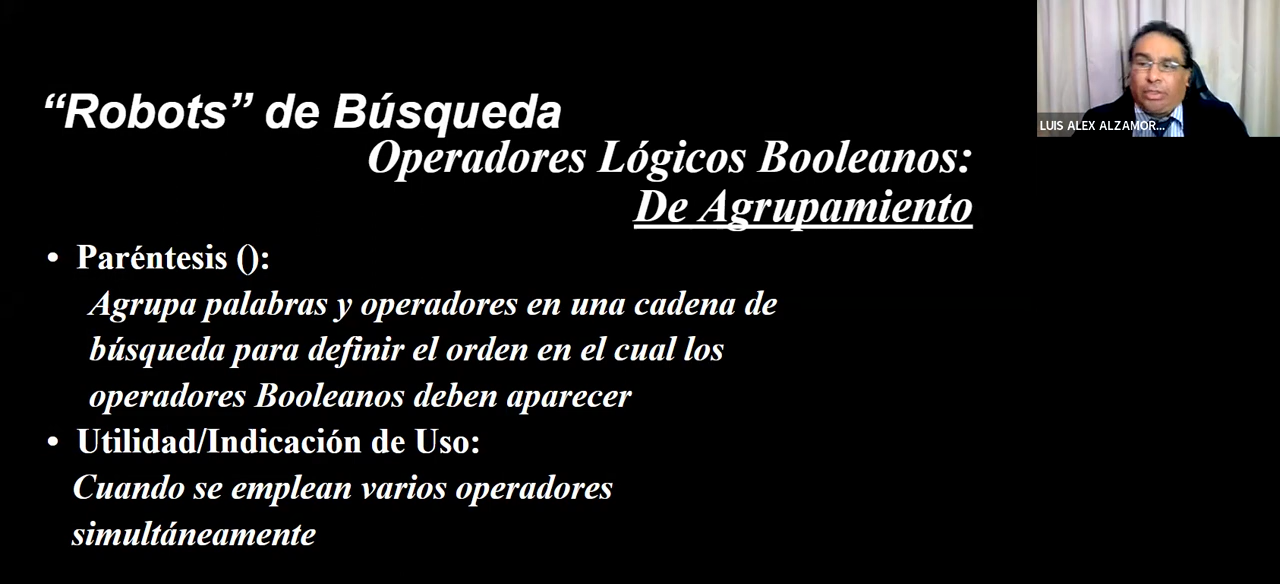 “Robots” de Búsqueda
Operadores Lógicos Booleanos:
De Agrupamiento
• Paréntesis ():
Agrupa palabras y operadores en una cadena de
búsqueda para definir el orden en el cual los
operadores Booleanos deben aparecer
• Utilidad/Indicación de Uso:
Cuando se emplean varios operadores
simultáneamente
LUIS ALEX ALZAMOR...